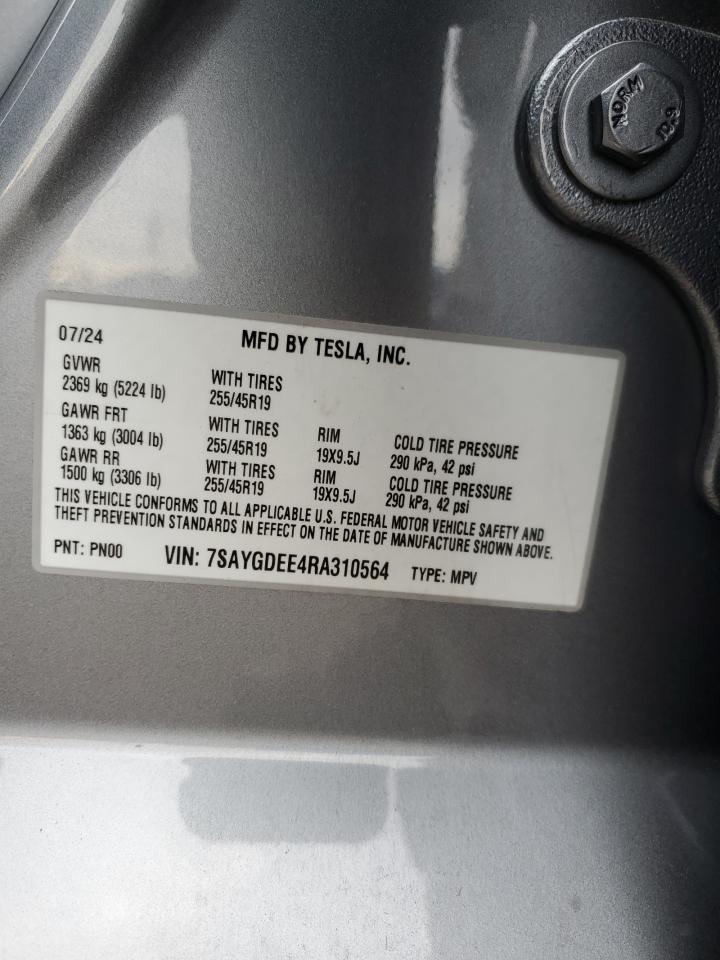 NORM
10.9
07/24 MFD BY TESLA, INC.
GVWR
2369 kg (5224 lb) WITH TIRES
255/45R19
GAWR FRT
1363 kg (3004 lb) WITH TIRES
255/45R19 RIM
19X9.5J COLD TIRE PRESSURE
290 kPa, 42 psi
GAWR RR
1500 kg (3306 lb) WITH TIRES
255/45R19 RIM
19X9.5J COLD TIRE PRESSURE
290 kPa, 42 psi
THIS VEHICLE CONFORMS TO ALL APPLICABLE U.S. FEDERAL MOTOR VEHICLE SAFETY AND
THEFT PREVENTION STANDARDS IN EFFECT ON THE DATE OF MANUFACTURE SHOWN ABOVE.
PNT: PN00 VIN: 7SAYGDEE4RA310564 TYPE: MPV